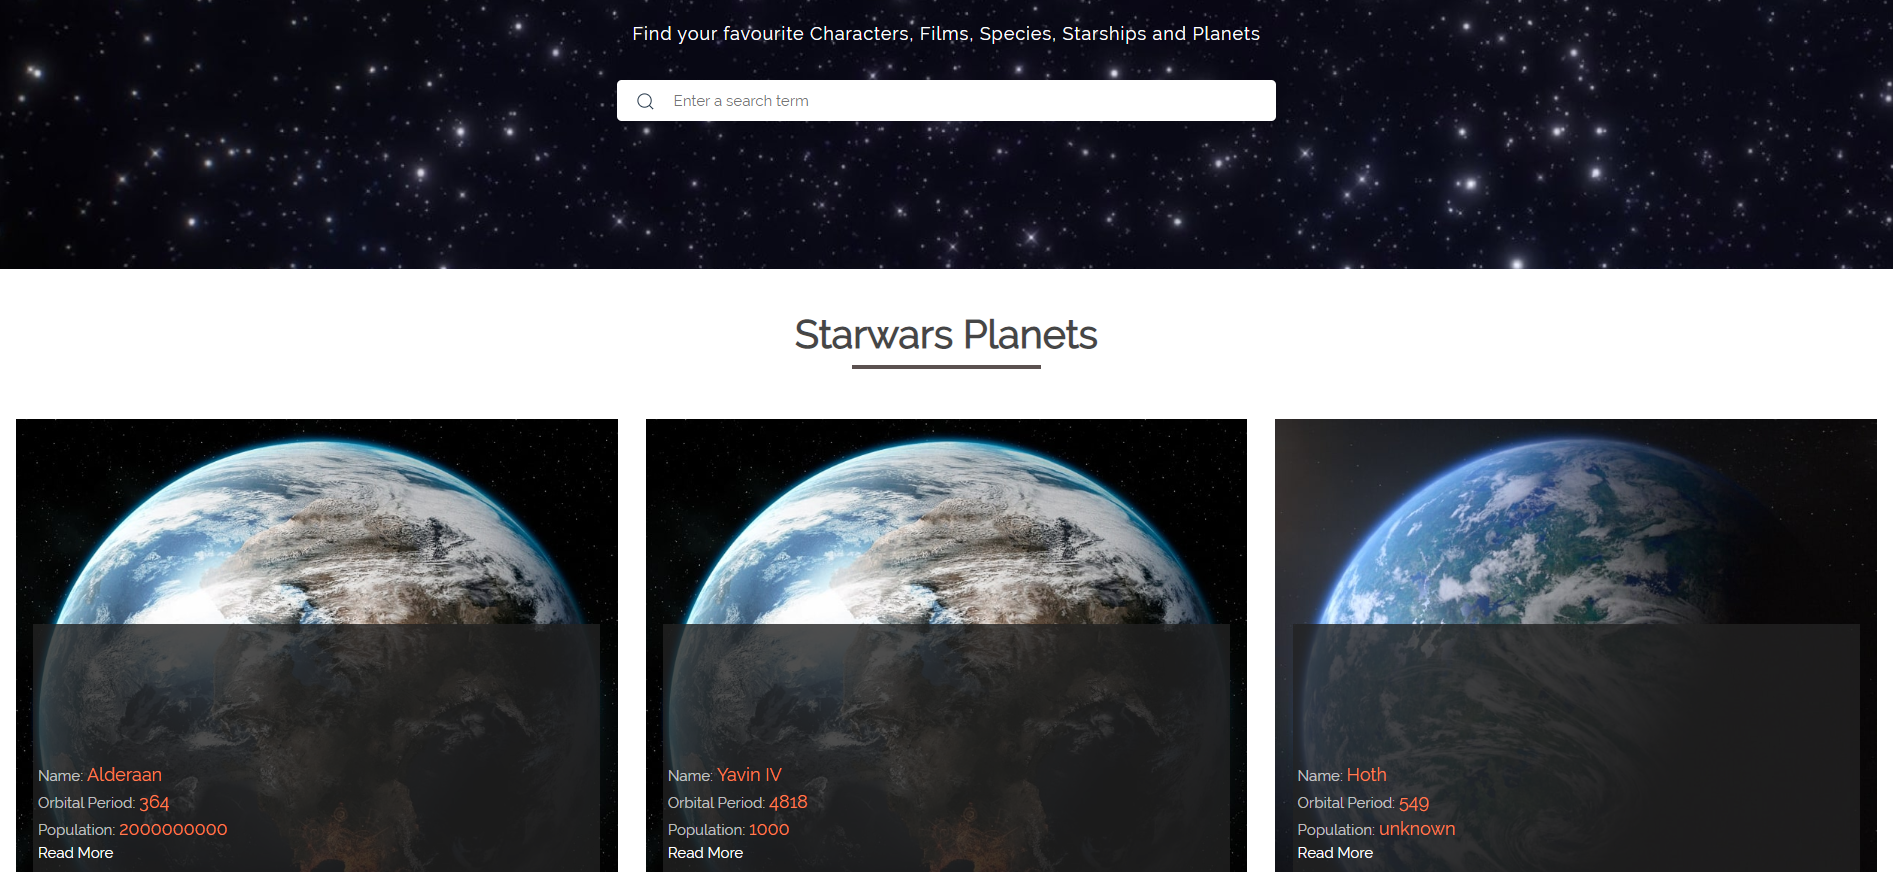 Find your favourite Characters, Films, Species, Starships and Planets
Enter a search term
Starwars Planets
Name: Alderaan
Orbital Period: 364
Population: 2000000000
Read More
Name: Yavin IV
Orbital Period: 4818
Population: 1000
Read More
Name: Hoth
Orbital Period: 549
Population: unknown
Read More